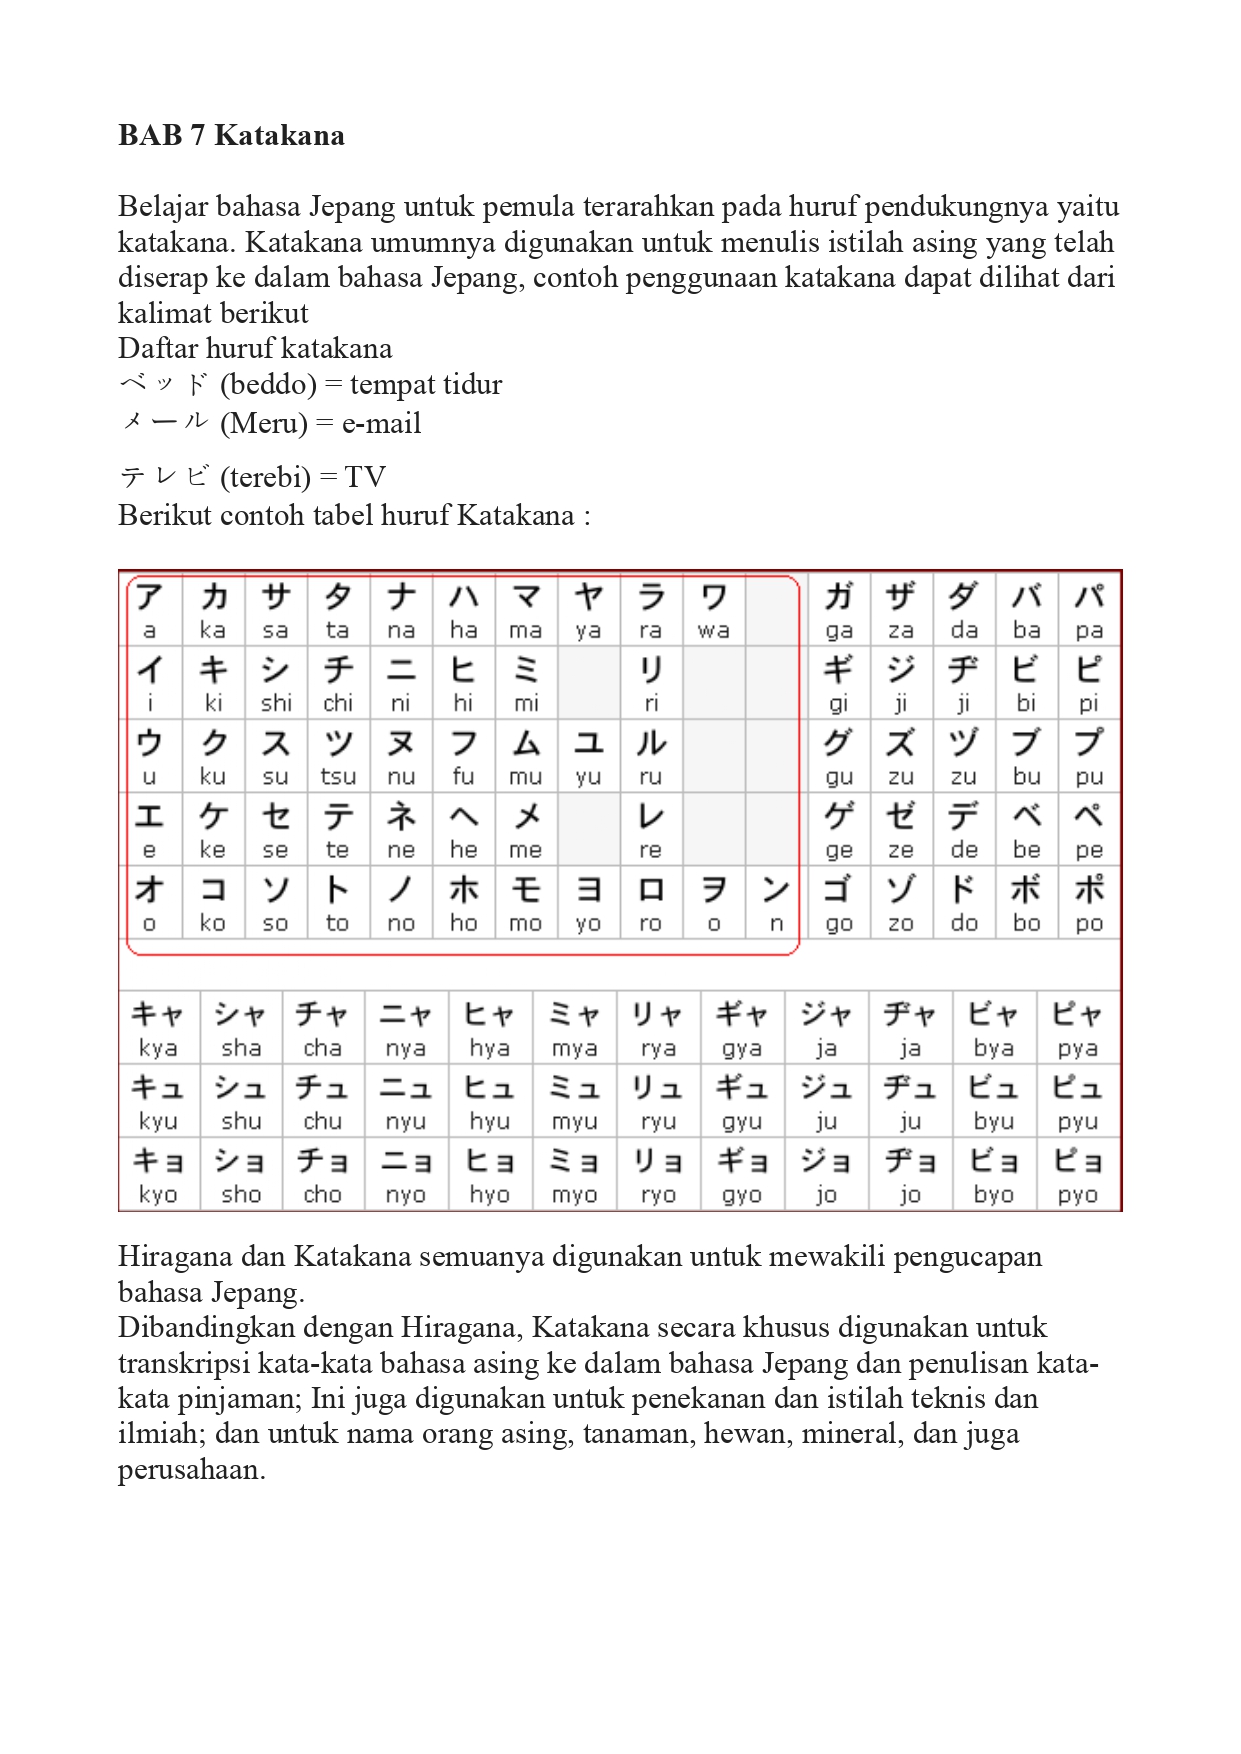 BAB 7 Katakana
Belajar bahasa Jepang untuk pemula terarahkan pada huruf pendukungnya yaitu
katakana. Katakana umumnya digunakan untuk menulis istilah asing yang telah
diserap ke dalam bahasa Jepang, contoh penggunaan katakana dapat dilihat dari
kalimat berikut
Daftar huruf katakana
ベッド (beddo) = tempat tidur
メール (Meru) = e-mail
テレビ (terebi) = TV
Berikut contoh tabel huruf Katakana :
ア カ サ タ ナ ハ マ ヤ ラ ワ ガ ザ ダ バ パ
a ka sa ta na ha ma ya ra wa ga za da ba pa
イ キ シ チ ニ ヒ ミ リ ギ ジ ヂ ビ ピ
i ki shi chi ni hi mi ri gi ji ji bi pi
ウ ク ス ツ ヌ フ ム ユ ル グ ズ ヅ ブ プ
u ku su tsu nu fu mu yu ru gu zu zu bu pu
エ ケ セ テ ネ ヘ メ レ ゲ ゼ デ ベ ペ
e ke se te ne he me re ge ze de be pe
オ コ ソ ト ノ ホ モ ヨ ロ ヲ ン ゴ ゾ ド ボ ポ
o ko so to no ho mo yo ro o n go zo do bo po
キャ シャ チャ ニャ ヒャ ミャ リャ ギャ ジャ ヂャ ビャ ピャ
kya sha cha nya hya mya rya gya ja ja bya pya
キュ シュ チュ ニュ ヒュ ミュ リュ ギュ ジュ ヂュ ビュ ピュ
kyu shu chu nyu hyu myu ryu gyu ju ju byu pyu
キョ ショ チョ ニョ ヒョ ミョ リョ ギョ ジョ ヂョ ビョ ピョ
kyo sho cho nyo hyo myo ryo gyo jo jo byo pyo
Hiragana dan Katakana semuanya digunakan untuk mewakili pengucapan
bahasa Jepang.
Dibandingkan dengan Hiragana, Katakana secara khusus digunakan untuk
transkripsi kata-kata bahasa asing ke dalam bahasa Jepang dan penulisan kata-
kata pinjaman; Ini juga digunakan untuk penekanan dan istilah teknis dan
ilmiah; dan untuk nama orang asing, tanaman, hewan, mineral, dan juga
perusahaan.